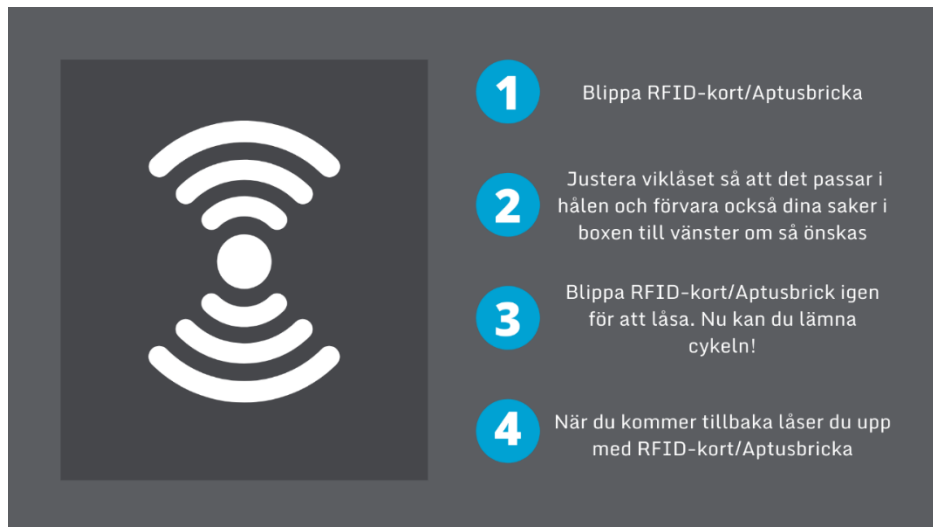 1
Blippa RFID-kort/Aptusbricka
2
Justera viklåset så att det passar i
hålen och förvara också dina saker i
boxen till vänster om så önskas
3
Blippa RFID-kort/Aptusbrick igen
för att låsa. Nu kan du lämna
cykeln!
4
När du kommer tillbaka låser du upp
med RFID-kort/Aptusbricka